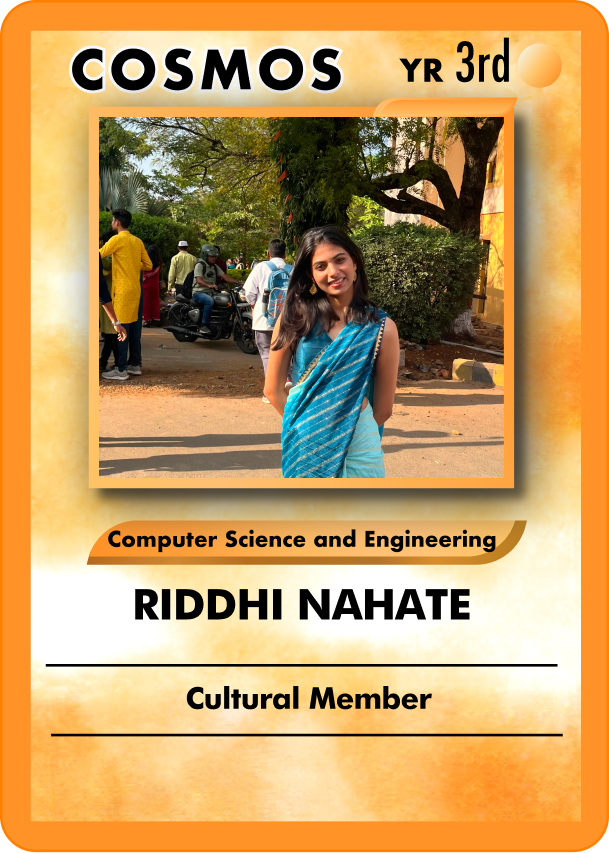 COSMOS YR 3rd
Computer Science and Engineering
RIDDHI NAHATE
Cultural Member